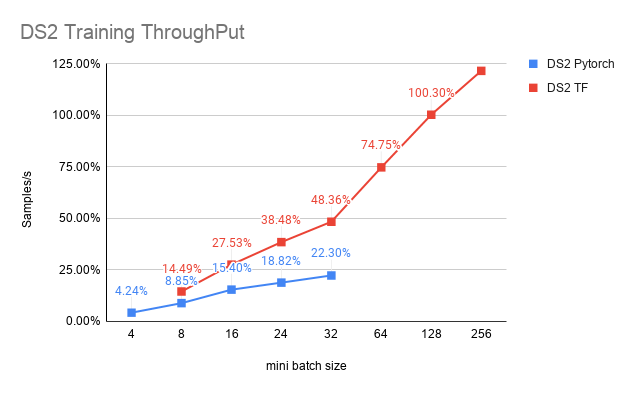 DS2 Training ThroughPut
DS2 Pytorch
DS2 TF
Samples/s
125.00%
100.00%
75.00%
50.00%
25.00%
0.00%
4.24%
8.85%
15.40%
18.82%
22.30%
14.49%
27.53%
38.48%
48.36%
74.75%
100.30%
4 8 16 24 32 64 128 256
mini batch size